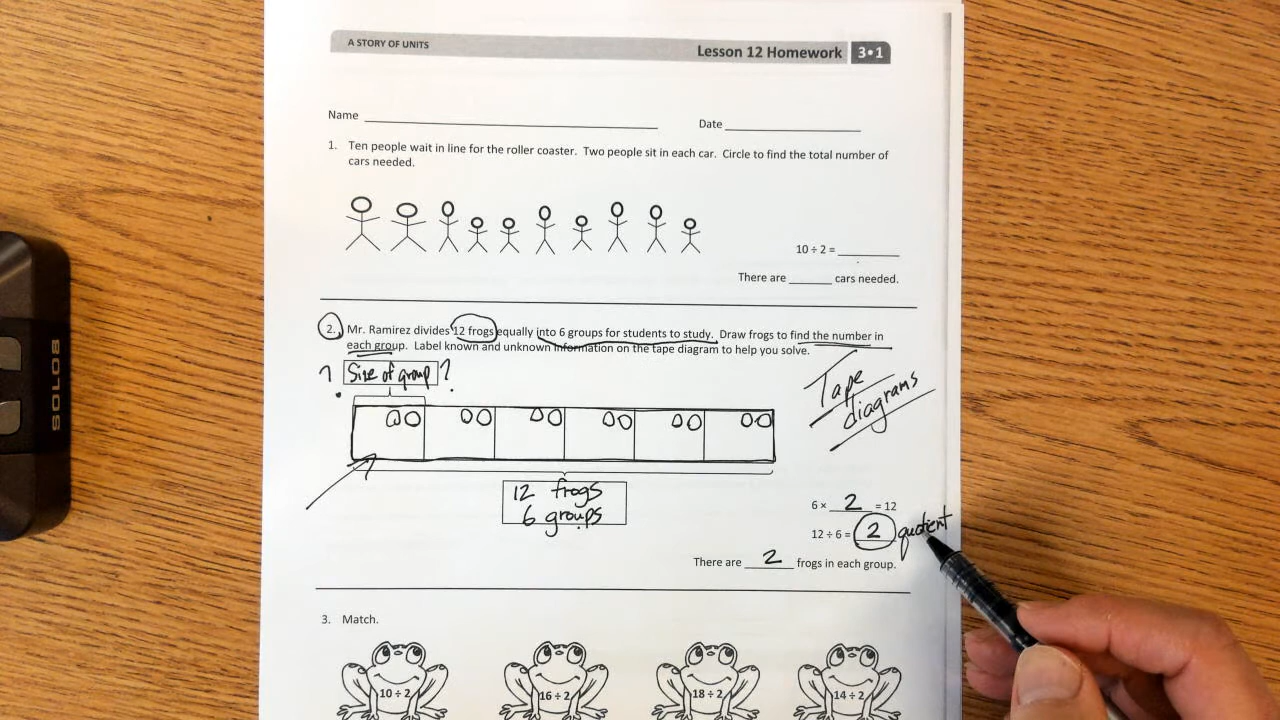 A STORY OF UNITS
Lesson 12 Homework 3•1
Name
Date
1. Ten people wait in line for the roller coaster. Two people sit in each car. Circle to find the total number of
cars needed.
10 ÷ 2 =
There are cars needed.
2. Mr. Ramirez divides 12 frogs equally into 6 groups for students to study. Draw frogs to find the number in
each group. Label known and unknown information on the tape diagram to help you solve.
? Size of group ?
Tape
diagrams
12 frogs
6 groups
6 × 2 = 12
12 ÷ 6 = 2 quotient
There are 2 frogs in each group.
3. Match.
10 ÷ 2
16 ÷ 2
18 ÷ 2
14 ÷ 2
SOLO8